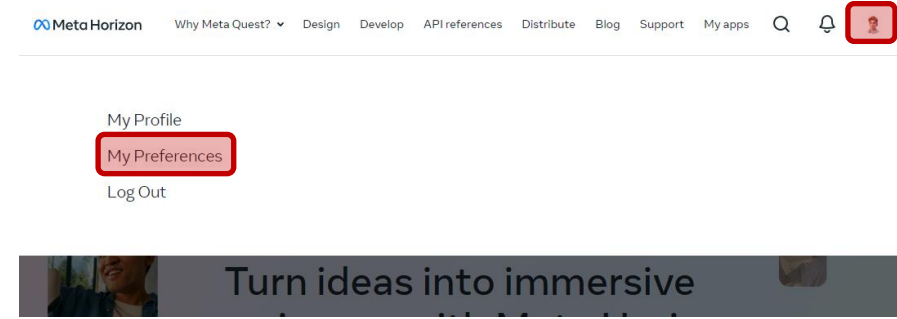 Meta Horizon Why Meta Quest? Design Develop API references Distribute Blog Support My apps
My Profile
My Preferences
Log Out
Turn ideas into immersive